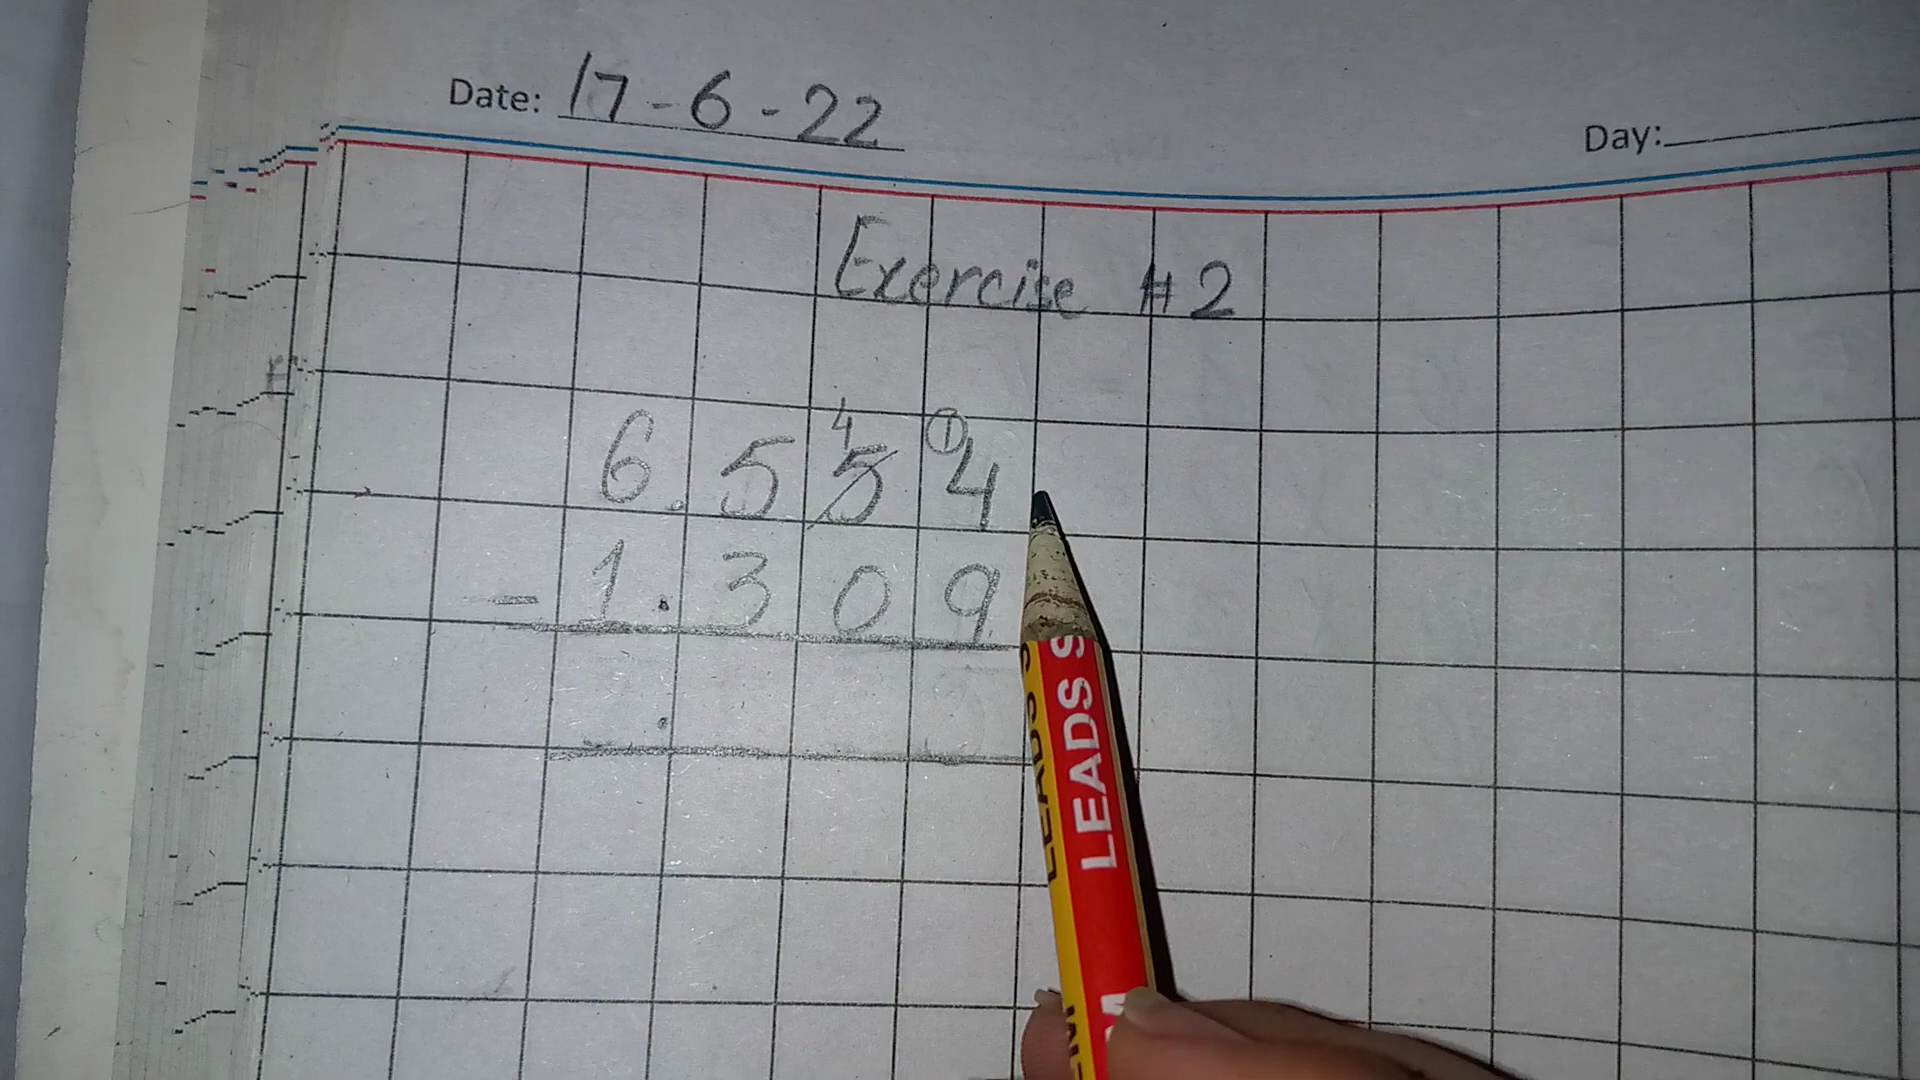 Date: 17-6-22
Day:
Exercise # 2
4 1
6.554
- 1.309
.
LEADS S
LEADS S